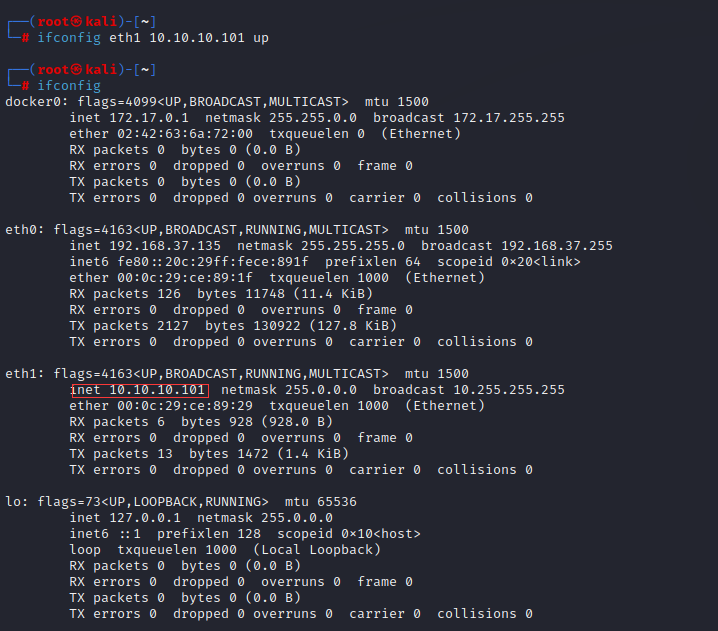 ┌──(root㉿kali)-[~]
└─# ifconfig eth1 10.10.10.101 up
┌──(root㉿kali)-[~]
└─# ifconfig
docker0: flags=4099<UP,BROADCAST,MULTICAST>  mtu 1500
        inet 172.17.0.1  netmask 255.255.0.0  broadcast 172.17.255.255
        ether 02:42:63:6a:72:00  txqueuelen 0  (Ethernet)
        RX packets 0  bytes 0 (0.0 B)
        RX errors 0  dropped 0  overruns 0  frame 0
        TX packets 0  bytes 0 (0.0 B)
        TX errors 0  dropped 0 overruns 0  carrier 0  collisions 0
eth0: flags=4163<UP,BROADCAST,RUNNING,MULTICAST>  mtu 1500
        inet 192.168.37.135  netmask 255.255.255.0  broadcast 192.168.37.255
        inet6 fe80::20c:29ff:fece:891f  prefixlen 64  scopeid 0×20<link>
        ether 00:0c:29:ce:89:1f  txqueuelen 1000  (Ethernet)
        RX packets 126  bytes 11748 (11.4 KiB)
        RX errors 0  dropped 0  overruns 0  frame 0
        TX packets 2127  bytes 130922 (127.8 KiB)
        TX errors 0  dropped 0 overruns 0  carrier 0  collisions 0
eth1: flags=4163<UP,BROADCAST,RUNNING,MULTICAST>  mtu 1500
        inet 10.10.10.101  netmask 255.0.0.0  broadcast 10.255.255.255
        ether 00:0c:29:ce:89:29  txqueuelen 1000  (Ethernet)
        RX packets 6  bytes 928 (928.0 B)
        RX errors 0  dropped 0  overruns 0  frame 0
        TX packets 13  bytes 1472 (1.4 KiB)
        TX errors 0  dropped 0 overruns 0  carrier 0  collisions 0
lo: flags=73<UP,LOOPBACK,RUNNING>  mtu 65536
        inet 127.0.0.1  netmask 255.0.0.0
        inet6 ::1  prefixlen 128  scopeid 0×10<host>
        loop  txqueuelen 1000  (Local Loopback)
        RX packets 0  bytes 0 (0.0 B)
        RX errors 0  dropped 0  overruns 0  frame 0
        TX packets 0  bytes 0 (0.0 B)
        TX errors 0  dropped 0 overruns 0  carrier 0  collisions 0